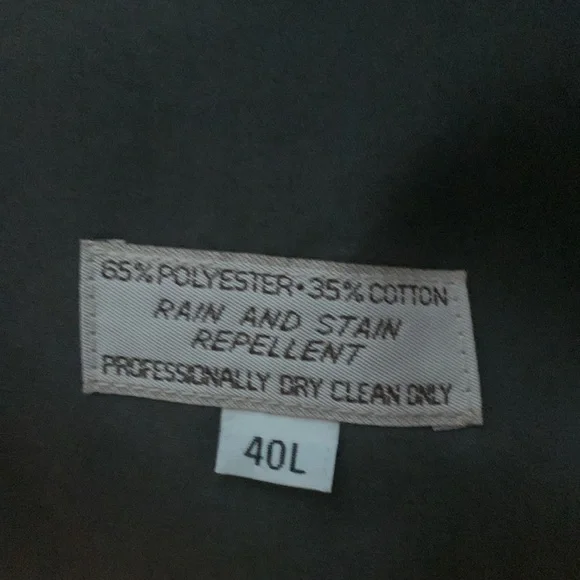 65% POLYESTER • 35% COTTON
RAIN AND STAIN
REPELLENT
PROFESSIONALLY DRY CLEAN ONLY
40L